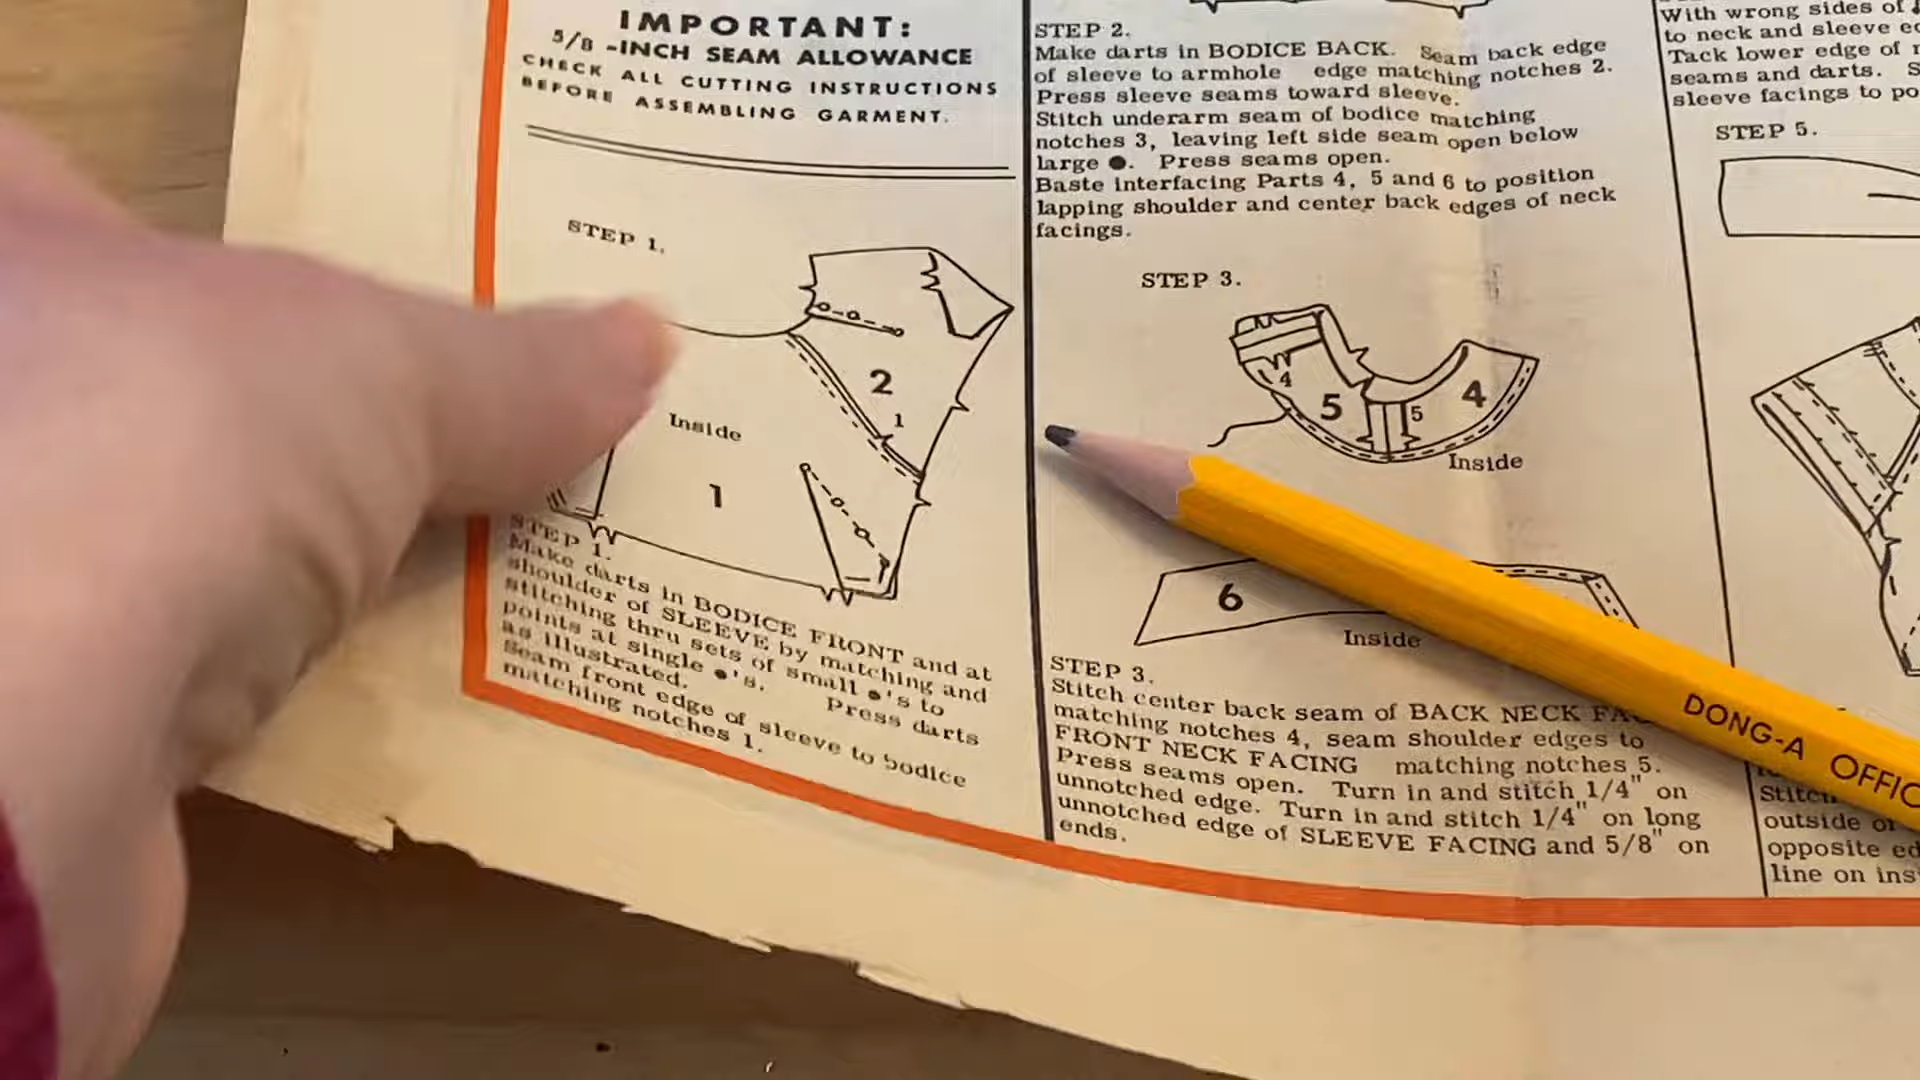 IMPORTANT:
5/8-INCH SEAM ALLOWANCE
CHECK ALL CUTTING INSTRUCTIONS
BEFORE ASSEMBLING GARMENT.
STEP 1.
2
1
Inside
1
STEP 1.
Make darts in BODICE FRONT and at
shoulder of SLEEVE by matching and
stitching thru sets of small ●'s to
points at single ●'s. Press darts
as illustrated.
Seam front edge of sleeve to bodice
matching notches 1.
STEP 2.
Make darts in BODICE BACK. Seam back edge
of sleeve to armhole edge matching notches 2.
Press sleeve seams toward sleeve.
Stitch underarm seam of bodice matching
notches 3, leaving left side seam open below
large ●. Press seams open.
Baste interfacing Parts 4, 5 and 6 to position
lapping shoulder and center back edges of neck
facings.
STEP 3.
4
5
5
4
Inside
6
Inside
STEP 3.
Stitch center back seam of BACK NECK
matching notches 4, seam shoulder edges to
FRONT NECK FACING matching notches 5.
Press seams open. Turn in and stitch 1/4" on
unnotched edge. Turn in and stitch 1/4" on long
unnotched edge of SLEEVE FACING and 5/8" on
ends.
With wrong sides of
to neck and sleeve
Tack lower edge of
seams and darts.
sleeve facings to
STEP 5.
DONG-A OFFIC
outside of
opposite
line on